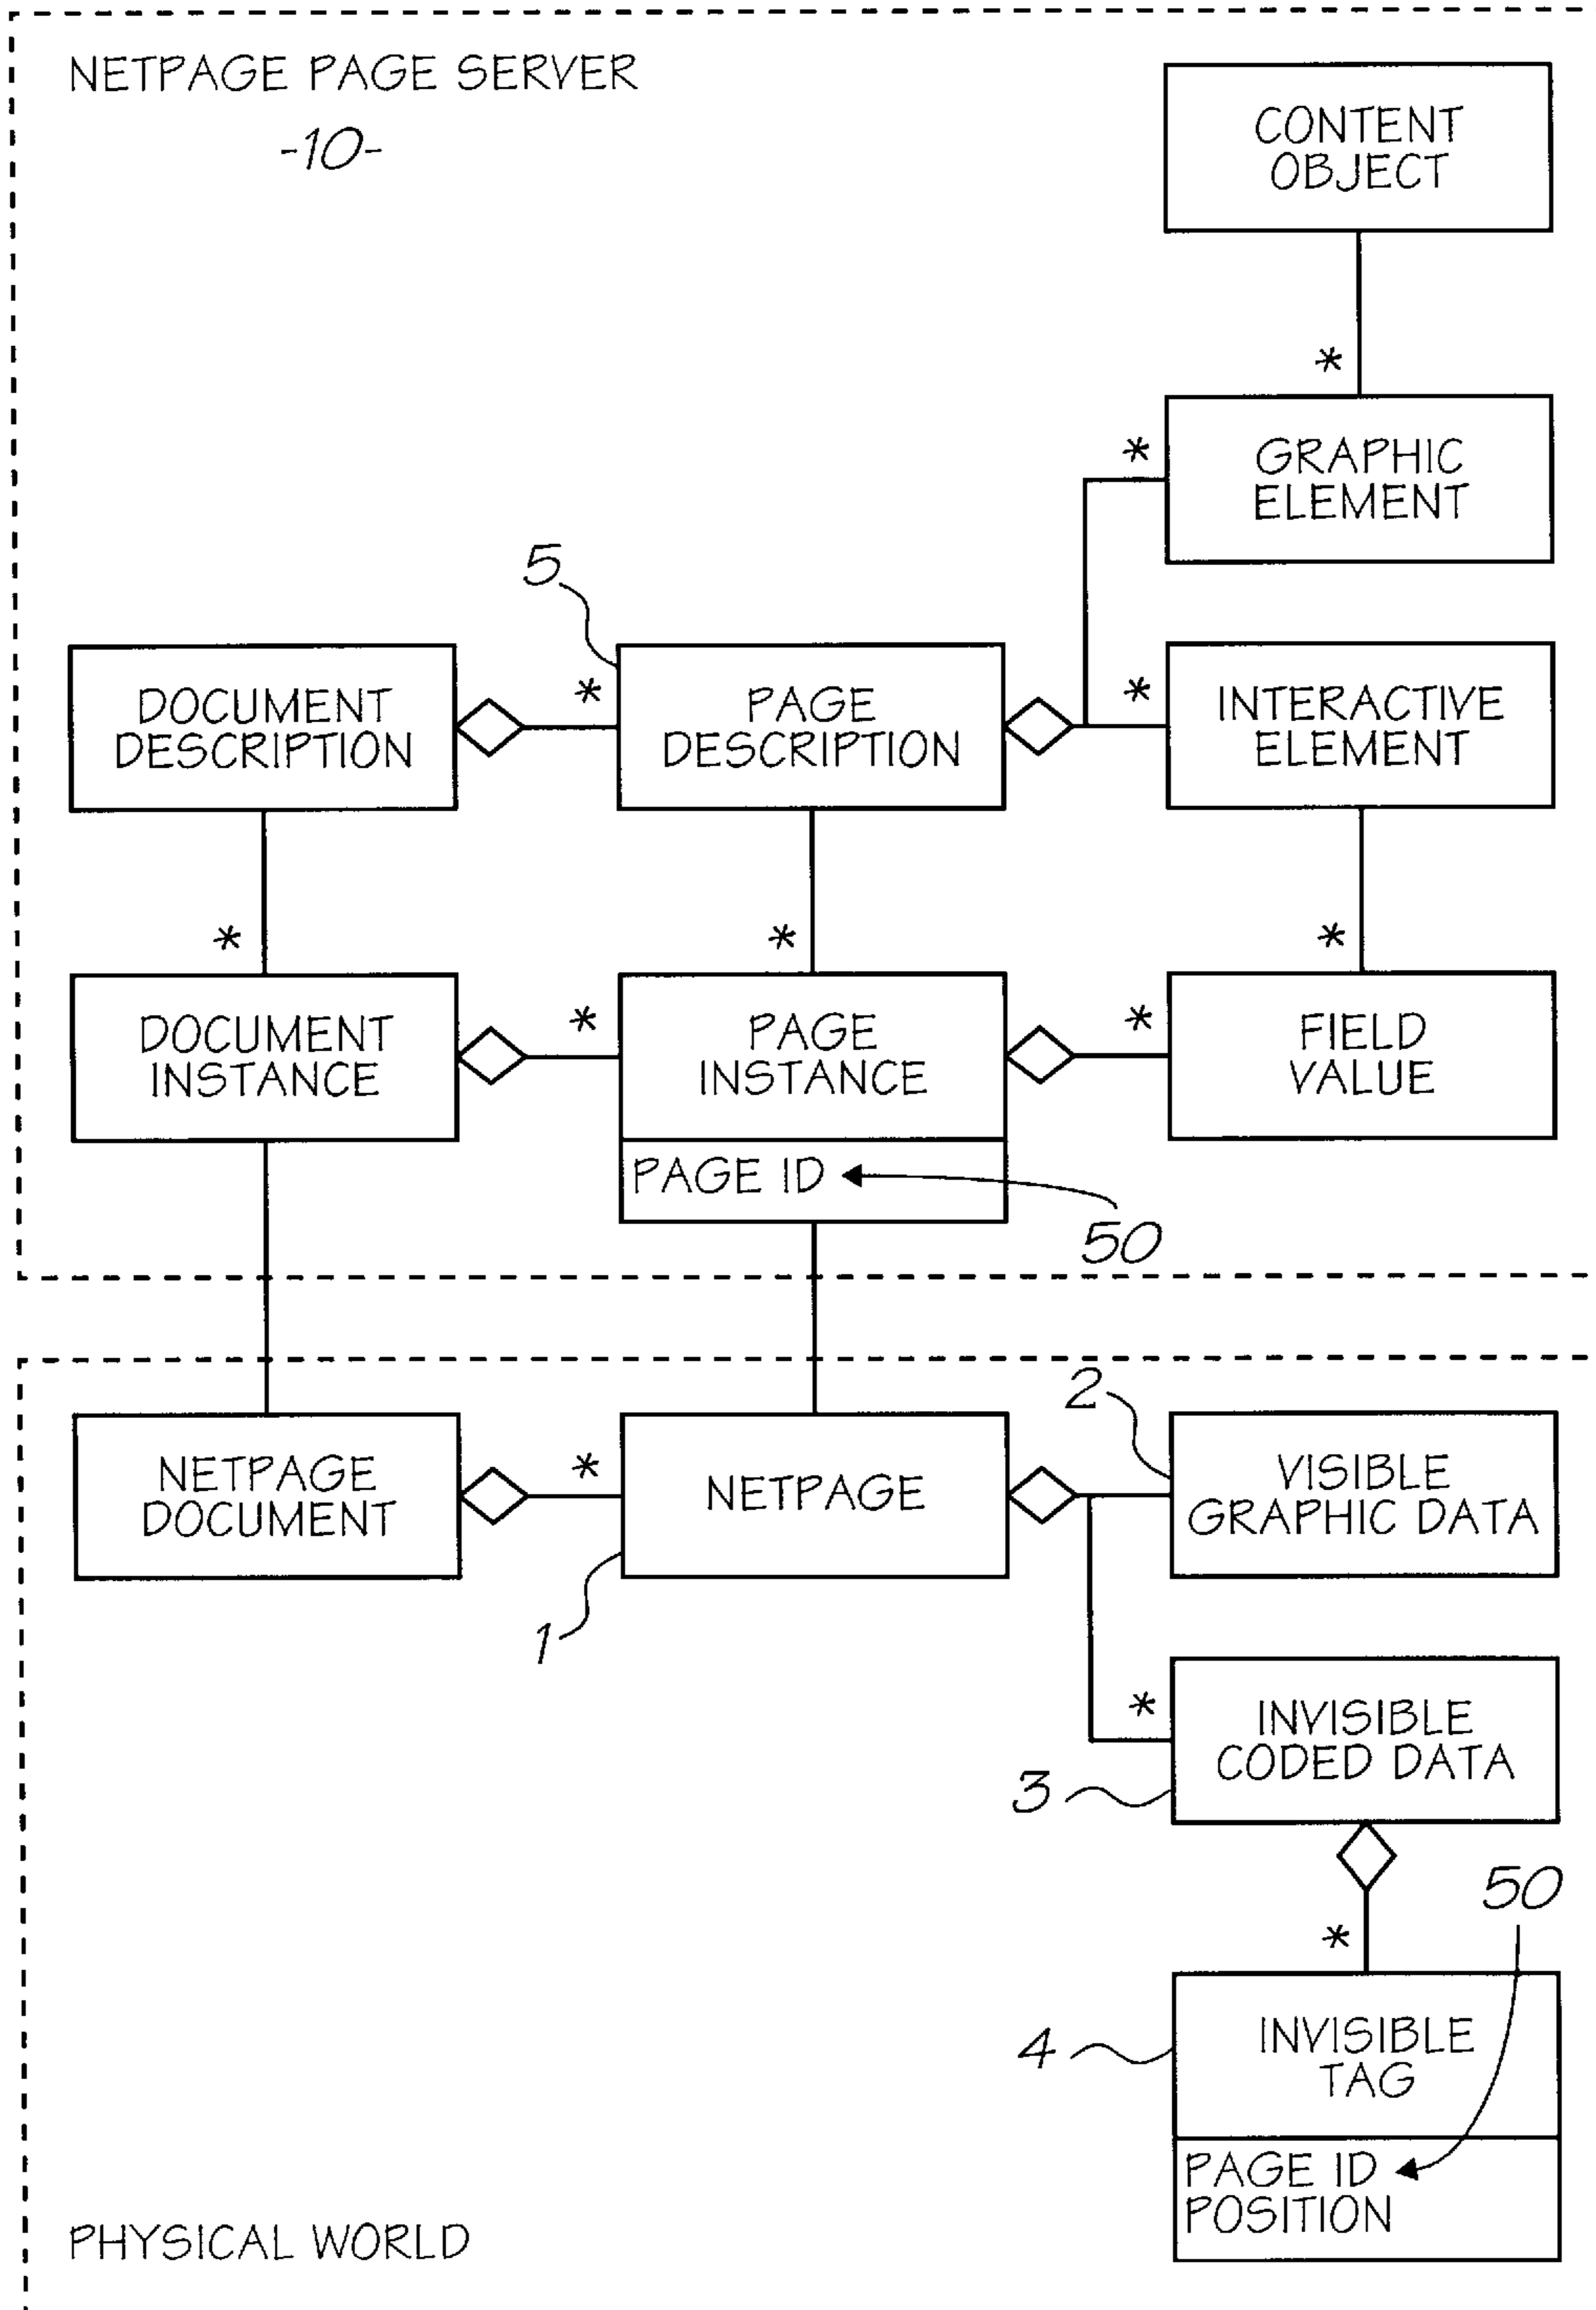 NETPAGE PAGE SERVER
-10-
CONTENT
OBJECT
*
*
GRAPHIC
ELEMENT
5
DOCUMENT
DESCRIPTION
*
PAGE
DESCRIPTION
*
INTERACTIVE
ELEMENT
*
*
*
DOCUMENT
INSTANCE
*
PAGE
INSTANCE
*
FIELD
VALUE
PAGE ID
50
2
NETPAGE
DOCUMENT
*
NETPAGE
VISIBLE
GRAPHIC DATA
1
*
INVISIBLE
CODED DATA
3
50
*
4
INVISIBLE
TAG
PAGE ID
POSITION
PHYSICAL WORLD